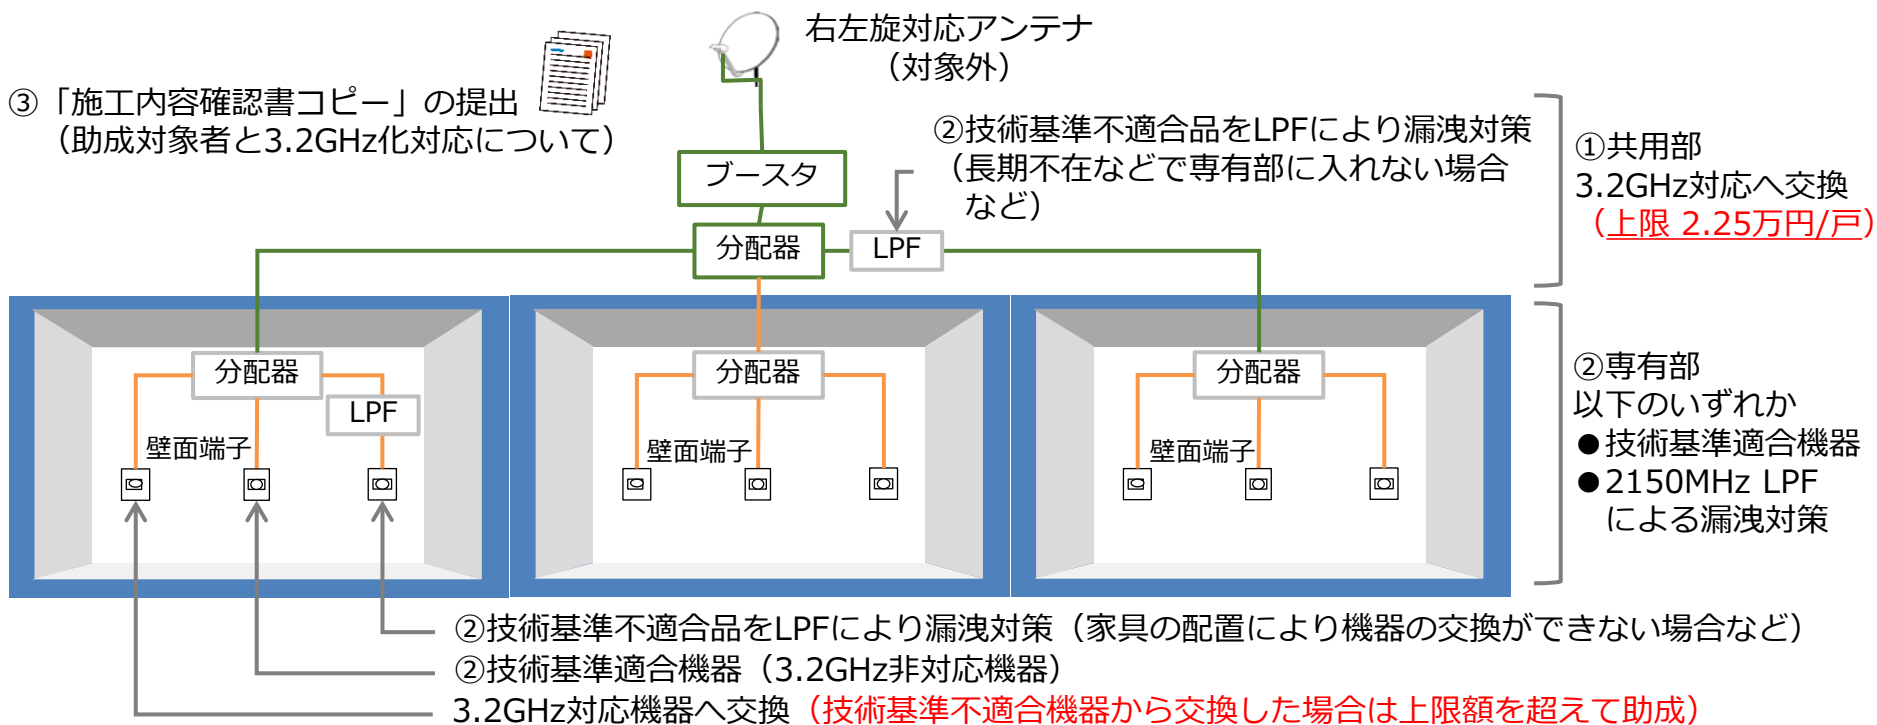 右左旋対応アンテナ
（対象外）
③「施工内容確認書コピー」の提出
（助成対象者と3.2GHz化対応について）
②技術基準不適合品をLPFにより漏洩対策
（長期不在などで専有部に入れない場合
など）
①共用部
3.2GHz対応へ交換
（上限 2.25万円/戸）
ブースタ
分配器
LPF
分配器
LPF
壁面端子
分配器
壁面端子
分配器
壁面端子
②専有部
以下のいずれか
●技術基準適合機器
●2150MHz LPF
による漏洩対策
②技術基準不適合品をLPFにより漏洩対策（家具の配置により機器の交換ができない場合など）
②技術基準適合機器（3.2GHz非対応機器）
3.2GHz対応機器へ交換（技術基準不適合機器から交換した場合は上限額を超えて助成）